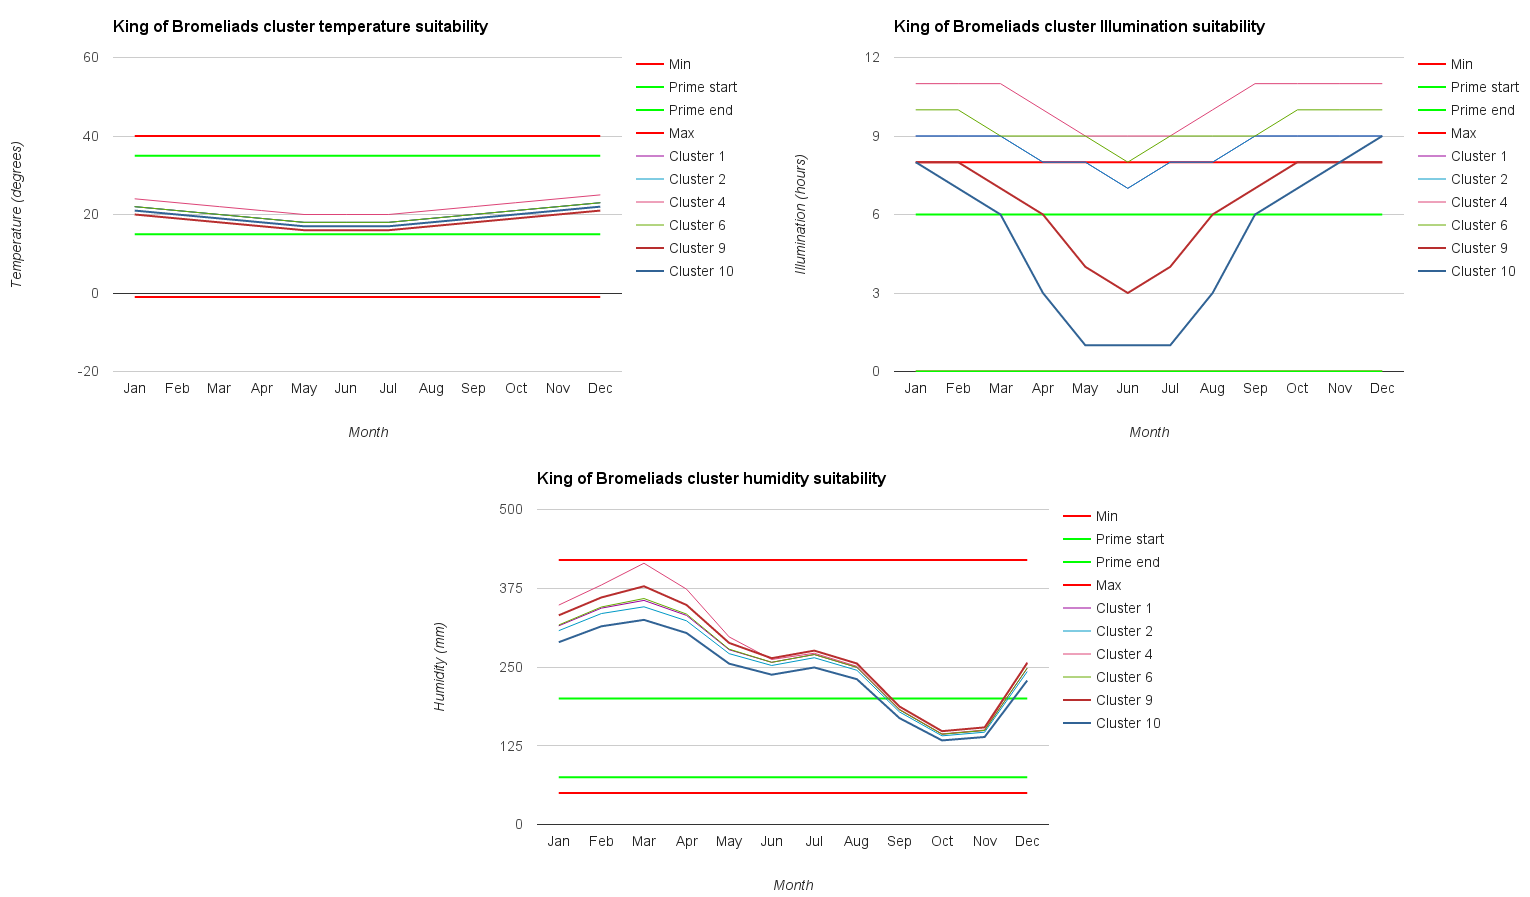 King of Bromeliads cluster temperature suitability
60
40
20
0
-20
Temperature (degrees)
Jan Feb Mar Apr May Jun Jul Aug Sep Oct Nov Dec
Month
Min
Prime start
Prime end
Max
Cluster 1
Cluster 2
Cluster 4
Cluster 6
Cluster 9
Cluster 10
King of Bromeliads cluster Illumination suitability
12
9
6
3
0
Illumination (hours)
Jan Feb Mar Apr May Jun Jul Aug Sep Oct Nov Dec
Month
Min
Prime start
Prime end
Max
Cluster 1
Cluster 2
Cluster 4
Cluster 6
Cluster 9
Cluster 10
King of Bromeliads cluster humidity suitability
500
375
250
125
0
Humidity (mm)
Jan Feb Mar Apr May Jun Jul Aug Sep Oct Nov Dec
Month
Min
Prime start
Prime end
Max
Cluster 1
Cluster 2
Cluster 4
Cluster 6
Cluster 9
Cluster 10